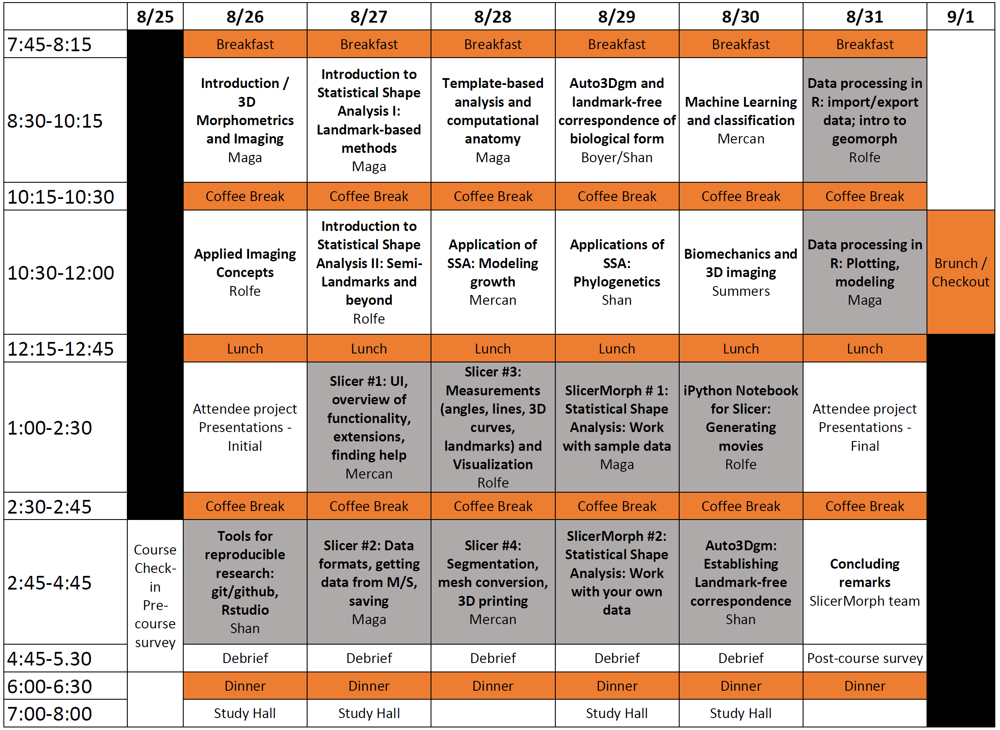 8/25 8/26 8/27 8/28 8/29 8/30 8/31 9/1
7:45-8:15
Breakfast
Breakfast
Breakfast
Breakfast
Breakfast
Breakfast
8:30-10:15
Introduction /
3D
Morphometrics
and Imaging
Maga
Introduction to
Statistical Shape
Analysis I:
Landmark-based
methods
Maga
Template-based
analysis and
computational
anatomy
Maga
Auto3Dgm and
landmark-free
correspondence of
biological form
Boyer/Shan
Machine Learning
and classification
Mercan
Data processing in
R: import/export
data; intro to
geomorph
Rolfe
10:15-10:30
Coffee Break
Coffee Break
Coffee Break
Coffee Break
Coffee Break
Coffee Break
10:30-12:00
Applied Imaging
Concepts
Rolfe
Introduction to
Statistical Shape
Analysis II: Semi-
Landmarks and
beyond
Rolfe
Application of
SSA: Modeling
growth
Mercan
Applications of
SSA:
Phylogenetics
Shan
Biomechanics and
3D imaging
Summers
Data processing in
R: Plotting,
modeling
Maga
Brunch /
Checkout
12:15-12:45
Lunch
Lunch
Lunch
Lunch
Lunch
Lunch
1:00-2:30
Attendee project
Presentations -
Initial
Slicer #1: UI,
overview of
functionality,
extensions,
finding help
Mercan
Slicer #3:
Measurements
(angles, lines, 3D
curves,
landmarks) and
Visualization
Rolfe
SlicerMorph # 1:
Statistical Shape
Analysis: Work
with sample data
Maga
iPython Notebook
for Slicer:
Generating
movies
Rolfe
Attendee project
Presentations -
Final
2:30-2:45
Coffee Break
Coffee Break
Coffee Break
Coffee Break
Coffee Break
Coffee Break
2:45-4:45
Course
Check-
in
Pre-
course
survey
Tools for
reproducible
research:
git/github,
Rstudio
Shan
Slicer #2: Data
formats, getting
data from M/S,
saving
Maga
Slicer #4:
Segmentation,
mesh conversion,
3D printing
Mercan
SlicerMorph #2:
Statistical Shape
Analysis: Work
with your own
data
Auto3Dgm:
Establishing
Landmark-free
correspondence
Shan
Concluding
remarks
SlicerMorph team
4:45-5.30
Debrief
Debrief
Debrief
Debrief
Debrief
Post-course survey
6:00-6:30
Dinner
Dinner
Dinner
Dinner
Dinner
Dinner
7:00-8:00
Study Hall
Study Hall
Study Hall
Study Hall